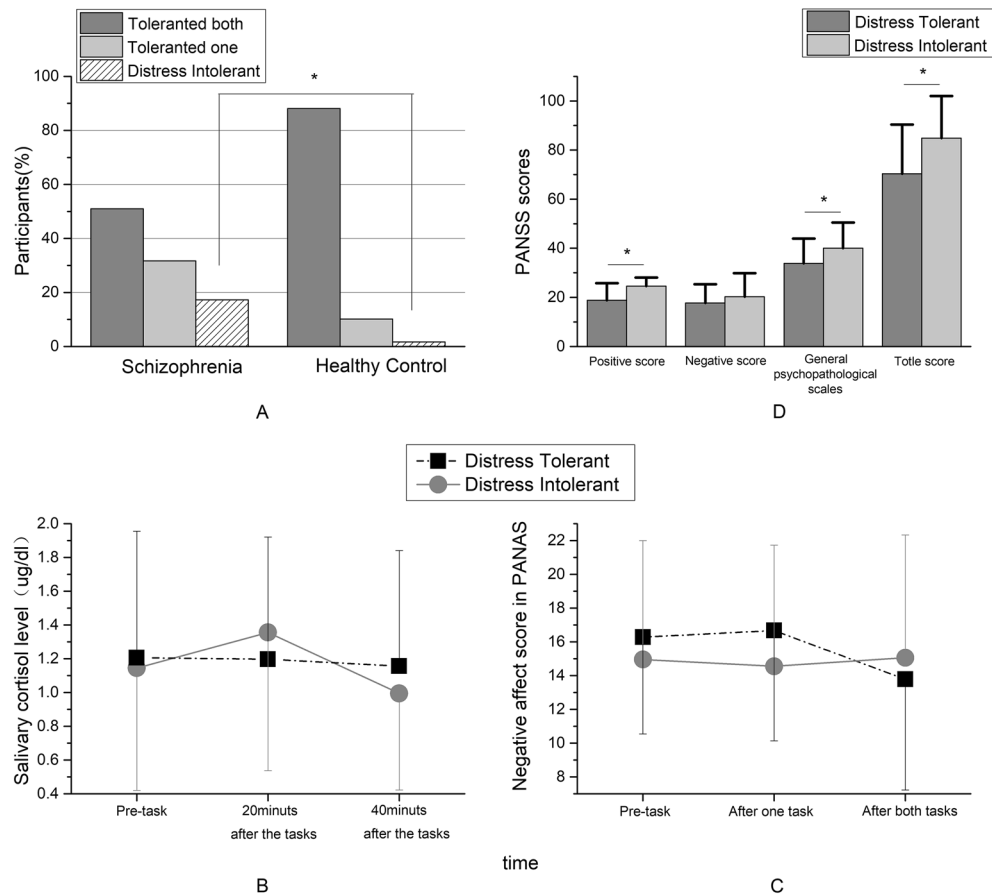 Toleranted both
Toleranted one
Distress Intolerant
*
100
80
60
40
20
0
Participants(%)
Schizophrenia
Healthy Control
A
Distress Tolerant
Distress Intolerant
*
*
*
*
100
80
60
40
20
0
PANSS scores
Positive score
Negative score
General
psychopathological
scales
Totle score
D
Distress Tolerant
Distress Intolerant
2.0
1.8
1.6
1.4
1.2
1.0
0.8
0.6
0.4
Salivary cortisol level（ug/dl）
Pre-task
20minuts
after the tasks
40minuts
after the tasks
B
22
20
18
16
14
12
10
8
Negative affect score in PANAS
Pre-task
After one task
After both tasks
time
C